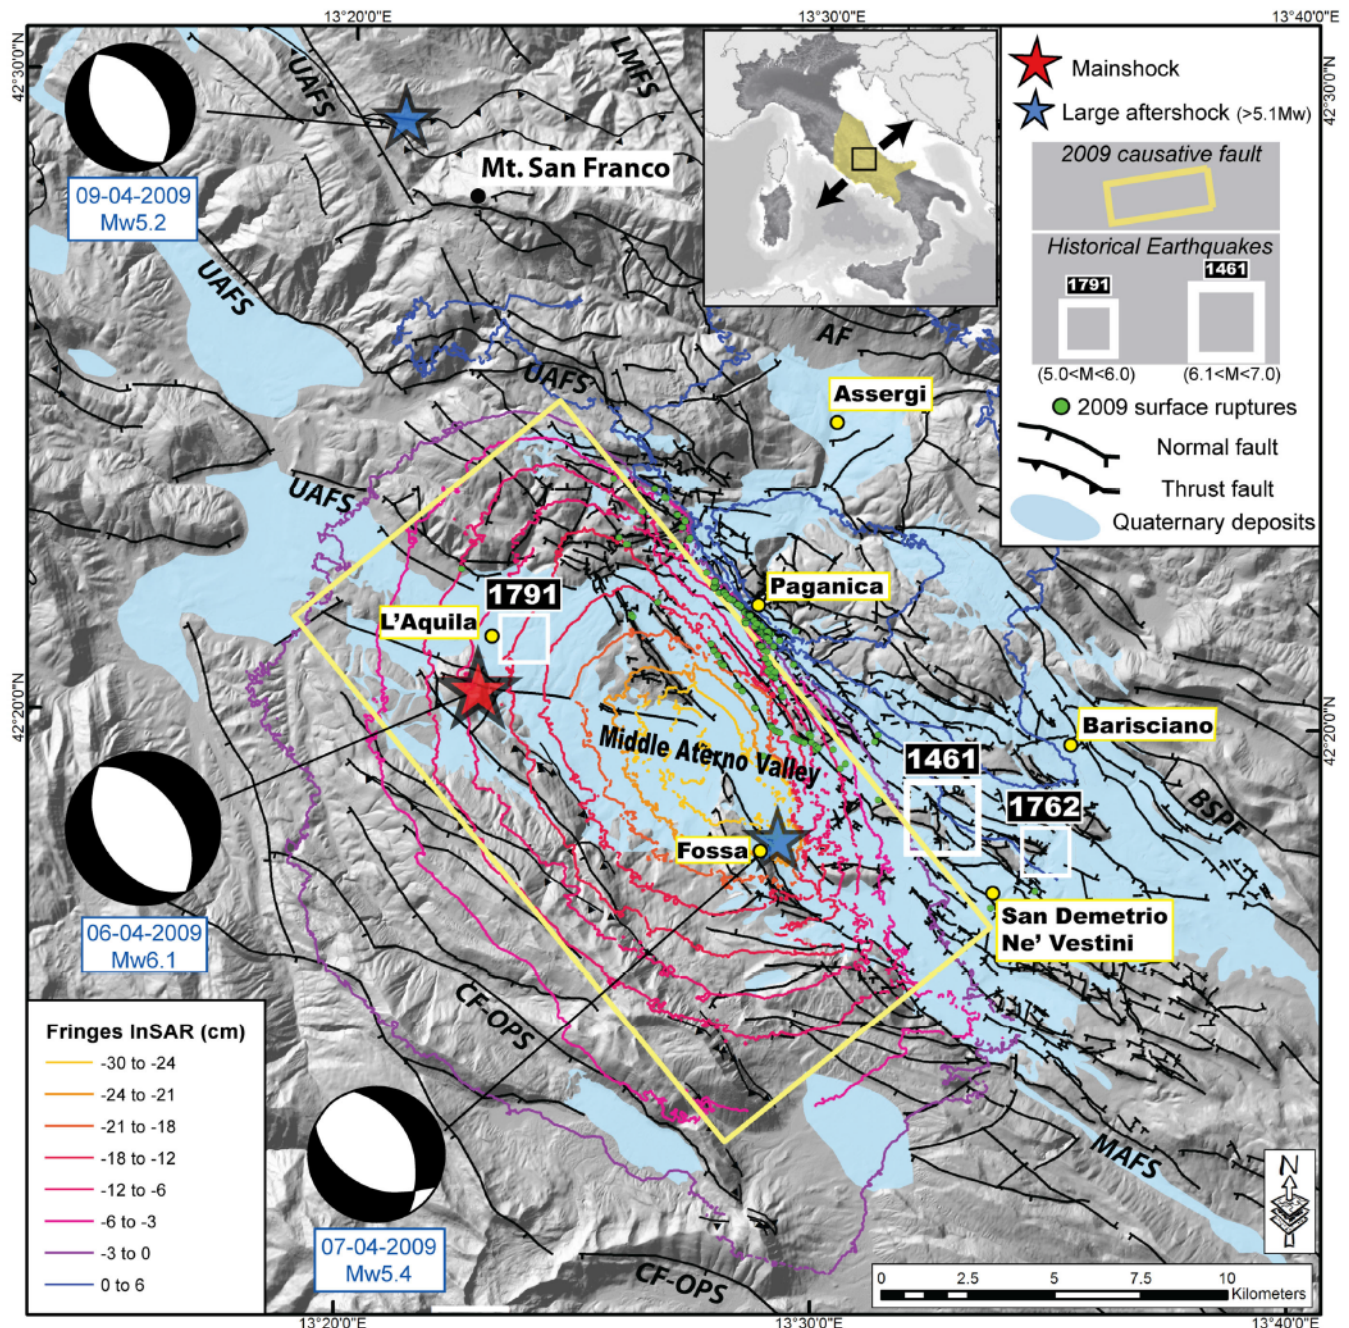 13°20'0"E
13°30'0"E
13°40'0"E
42°30'0"N
42°30'0"N
UAFS
LMFS
Mt. San Franco
09-04-2009
Mw5.2
UAFS
AF
UAFS
Assergi
UAFS
Mainshock
Large aftershock (>5.1Mw)
2009 causative fault
Historical Earthquakes
1791
1461
(5.0<M<6.0)
(6.1<M<7.0)
2009 surface ruptures
Normal fault
Thrust fault
Quaternary deposits
Paganica
1791
L'Aquila
42°20'0"N
42°20'0"N
Middle Aterno Valley
Barisciano
1461
1762
BSPF
Fossa
San Demetrio
Ne' Vestini
06-04-2009
Mw6.1
CF-OPS
Fringes InSAR (cm)
-30 to -24
-24 to -21
-21 to -18
-18 to -12
-12 to -6
-6 to -3
-3 to 0
0 to 6
07-04-2009
Mw5.4
MAFS
CF-OPS
N
0
2.5
5
7.5
10
Kilometers
13°20'0"E
13°30'0"E
13°40'0"E